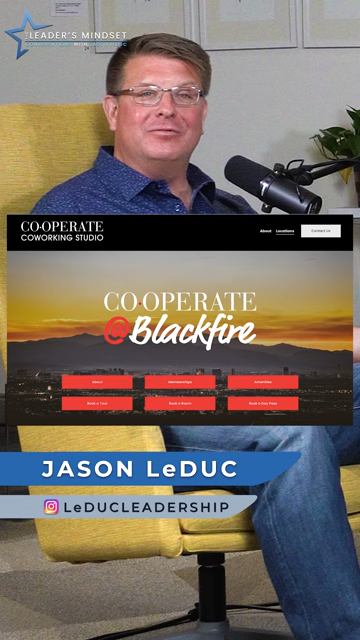 LEADER'S MINDSET
WITH
CO·OPERATE
COWORKING STUDIO
About Locations Contact Us
CO·OPERATE
@Blackfire
About Memberships Amenities
Book a Tour Book a Room Book a Day Pass
JASON LeDUC
LeDUCLEADERSHIP